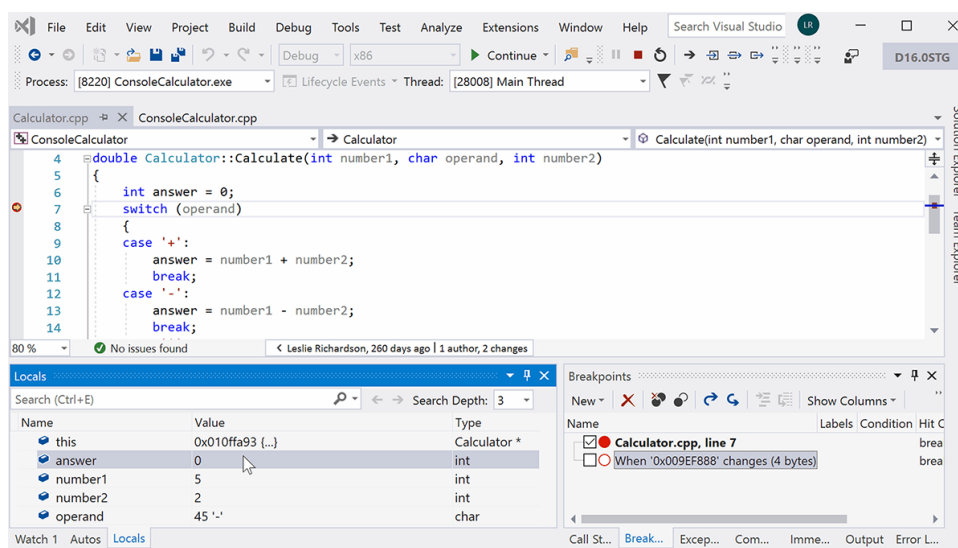 File Edit View Project Build Debug Tools Test Analyze Extensions Window Help Search Visual Studio LR
Debug x86 Continue D16.0STG
Process: [8220] ConsoleCalculator.exe Lifecycle Events Thread: [28008] Main Thread
Calculator.cpp ConsoleCalculator.cpp
ConsoleCalculator Calculator Calculate(int number1, char operand, int number2)
4 double Calculator::Calculate(int number1, char operand, int number2)
5 {
6 int answer = 0;
7 switch (operand)
8 {
9 case '+':
10 answer = number1 + number2;
11 break;
12 case '-':
13 answer = number1 - number2;
14 break;
80 % No issues found Leslie Richardson, 260 days ago | 1 author, 2 changes
Solution Explorer
Team Explorer
Locals
Search (Ctrl+E) Search Depth: 3
Name Value Type
this 0x010ffa93 {...} Calculator *
answer 0 int
number1 5 int
number2 2 int
operand 45 '-' char
Watch 1 Autos Locals
Breakpoints
New Show Columns
Name Labels Condition Hit C
Calculator.cpp, line 7 brea
When '0x009EF888' changes (4 bytes) brea
Call St... Break... Excep... Com... Imme... Output Error L...